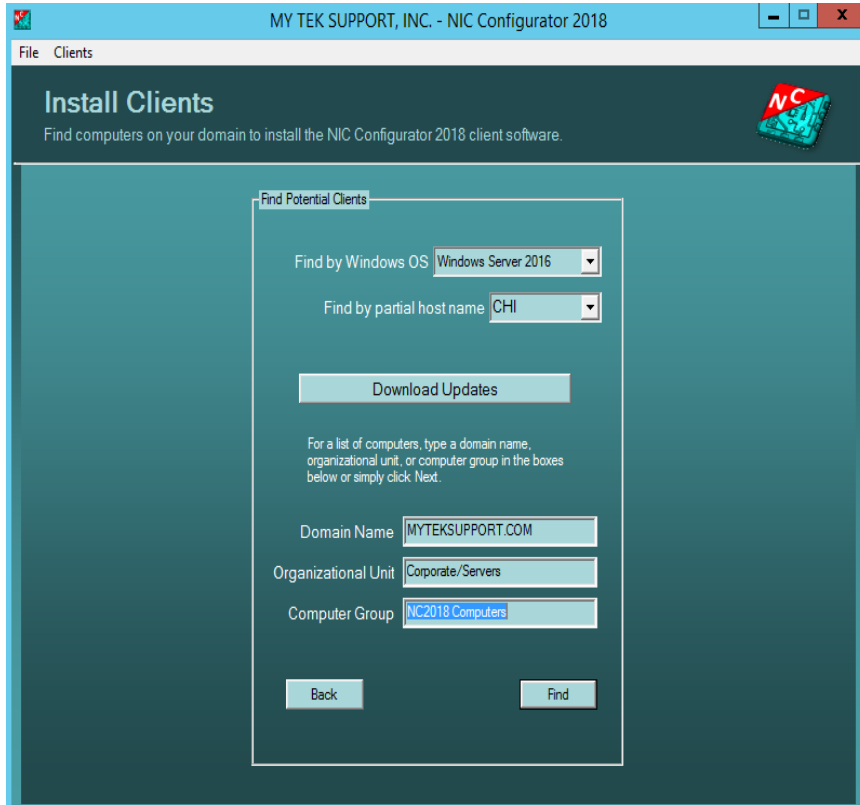 MY TEK SUPPORT, INC. - NIC Configurator 2018
X
File Clients
Install Clients
Find computers on your domain to install the NIC Configurator 2018 client software.
NC
Find Potential Clients
Find by Windows OS Windows Server 2016
Find by partial host name CHI
Download Updates
For a list of computers, type a domain name,
organizational unit, or computer group in the boxes
below or simply click Next.
Domain Name MYTEKSUPPORT.COM
Organizational Unit Corporate/Servers
Computer Group NC2018 Computers
Back Find